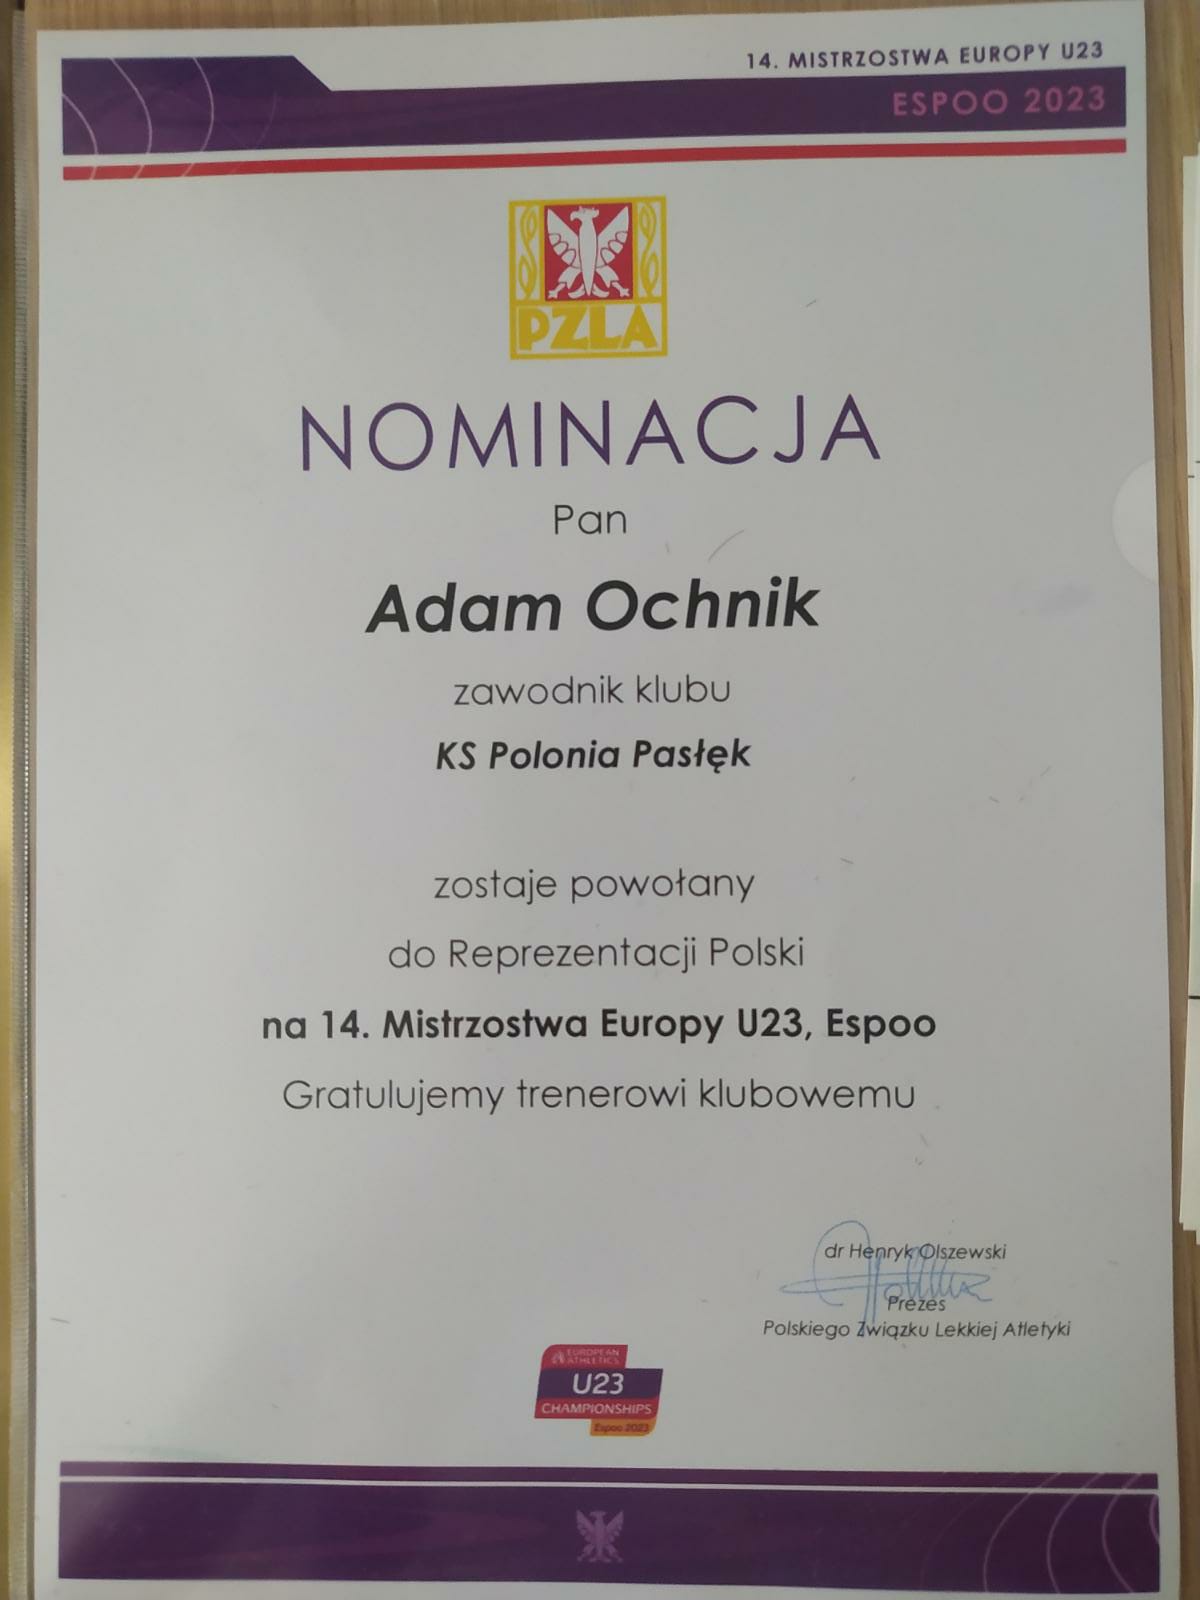 14. MISTRZOSTWA EUROPY U23
ESPOO 2023
PZLA
NOMINACJA
Pan
Adam Ochnik
zawodnik klubu
KS Polonia Pasłęk
zostaje powołany
do Reprezentacji Polski
na 14. Mistrzostwa Europy U23, Espoo
Gratulujemy trenerowi klubowemu
dr Henryk Olszewski
Prezes
Polskiego Związku Lekkiej Atletyki
EUROPEAN
ATHLETICS
U23
CHAMPIONSHIPS
Espoo 2023